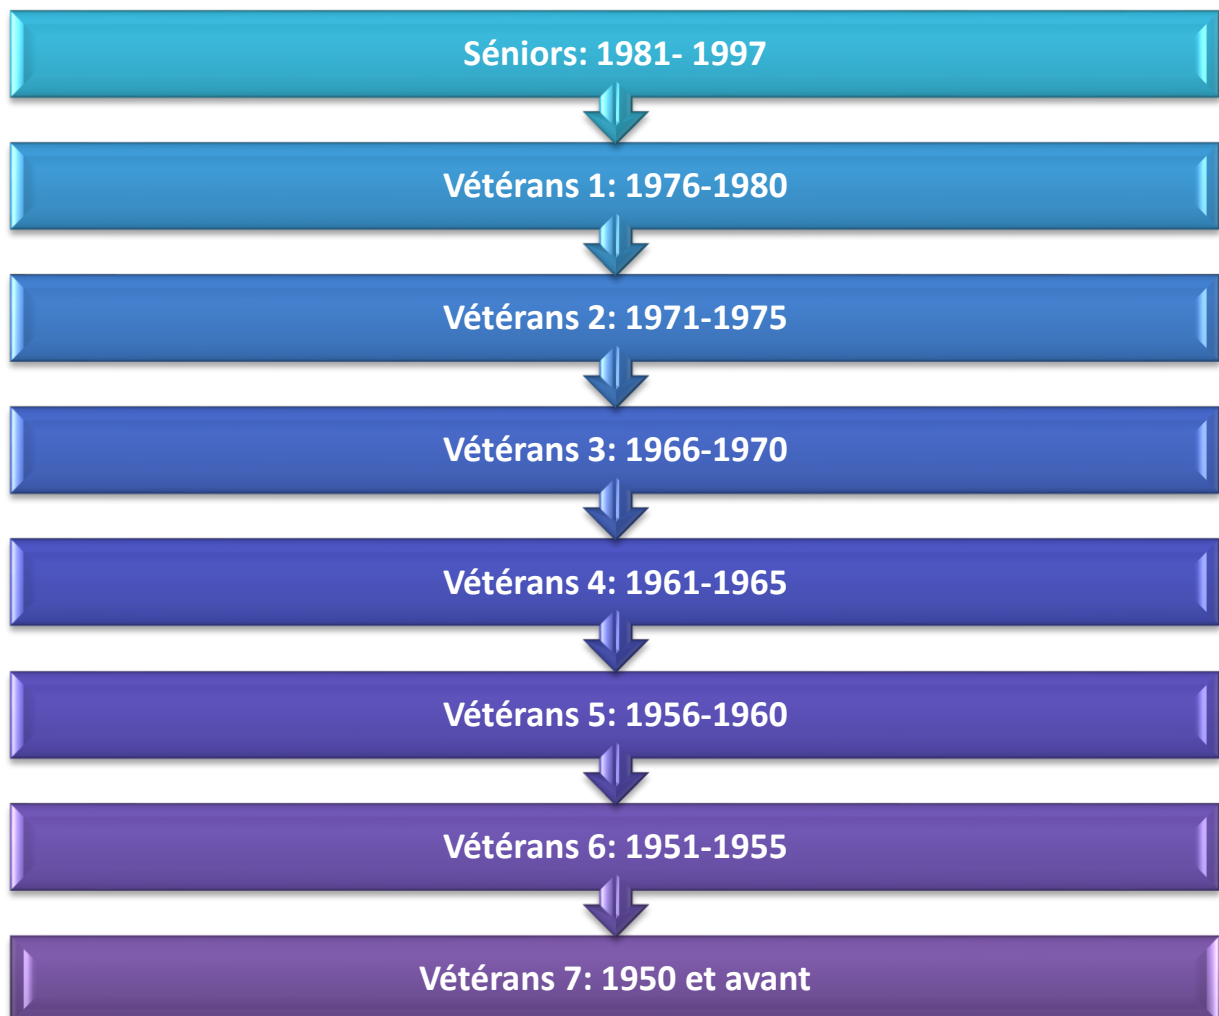 Séniors: 1981- 1997
Vétérans 1: 1976-1980
Vétérans 2: 1971-1975
Vétérans 3: 1966-1970
Vétérans 4: 1961-1965
Vétérans 5: 1956-1960
Vétérans 6: 1951-1955
Vétérans 7: 1950 et avant